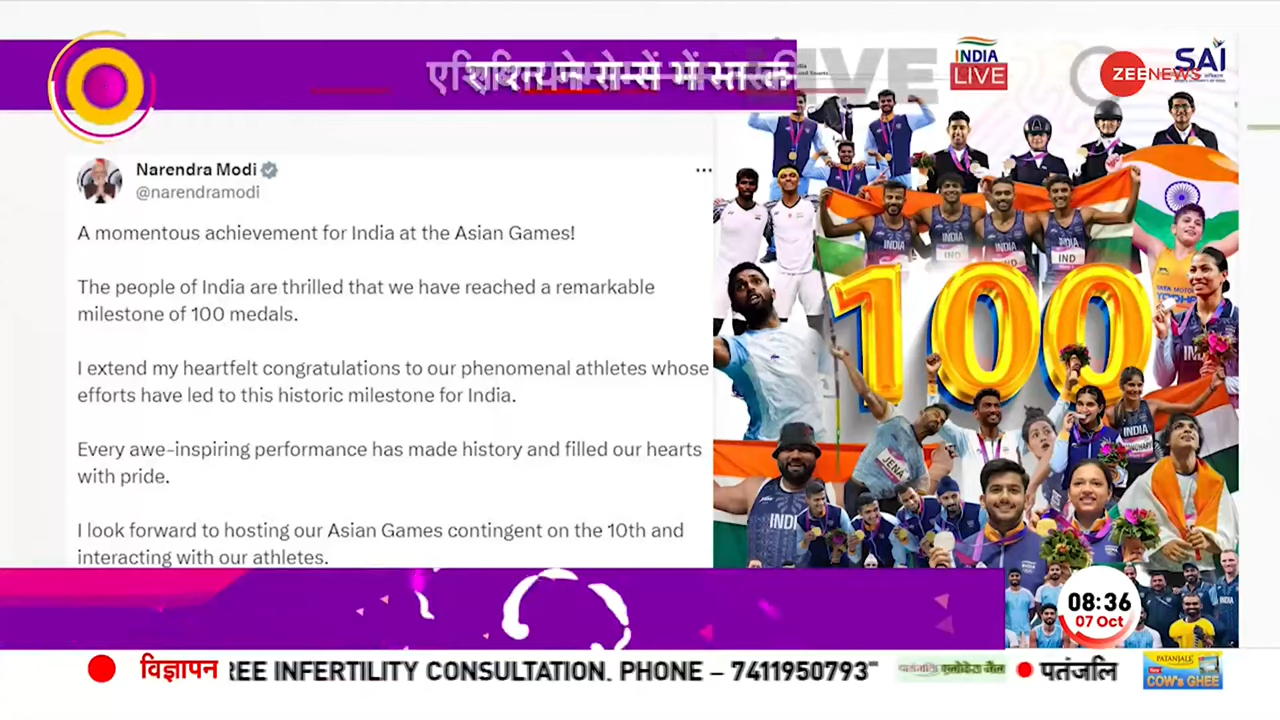 INDIA
LIVE
ZEE NEWS
SAI
Narendra Modi
@narendramodi
A momentous achievement for India at the Asian Games!
The people of India are thrilled that we have reached a remarkable
milestone of 100 medals.
I extend my heartfelt congratulations to our phenomenal athletes whose
efforts have led to this historic milestone for India.
Every awe-inspiring performance has made history and filled our hearts
with pride.
I look forward to hosting our Asian Games contingent on the 10th and
interacting with our athletes.
INDIA
INDIA
IND
100
INDIA
JENA
INDI
08:36
07 Oct
विज्ञापन REE INFERTILITY CONSULTATION. PHONE – 7411950793" पतंजलि
PATANJALI
COW's GHEE